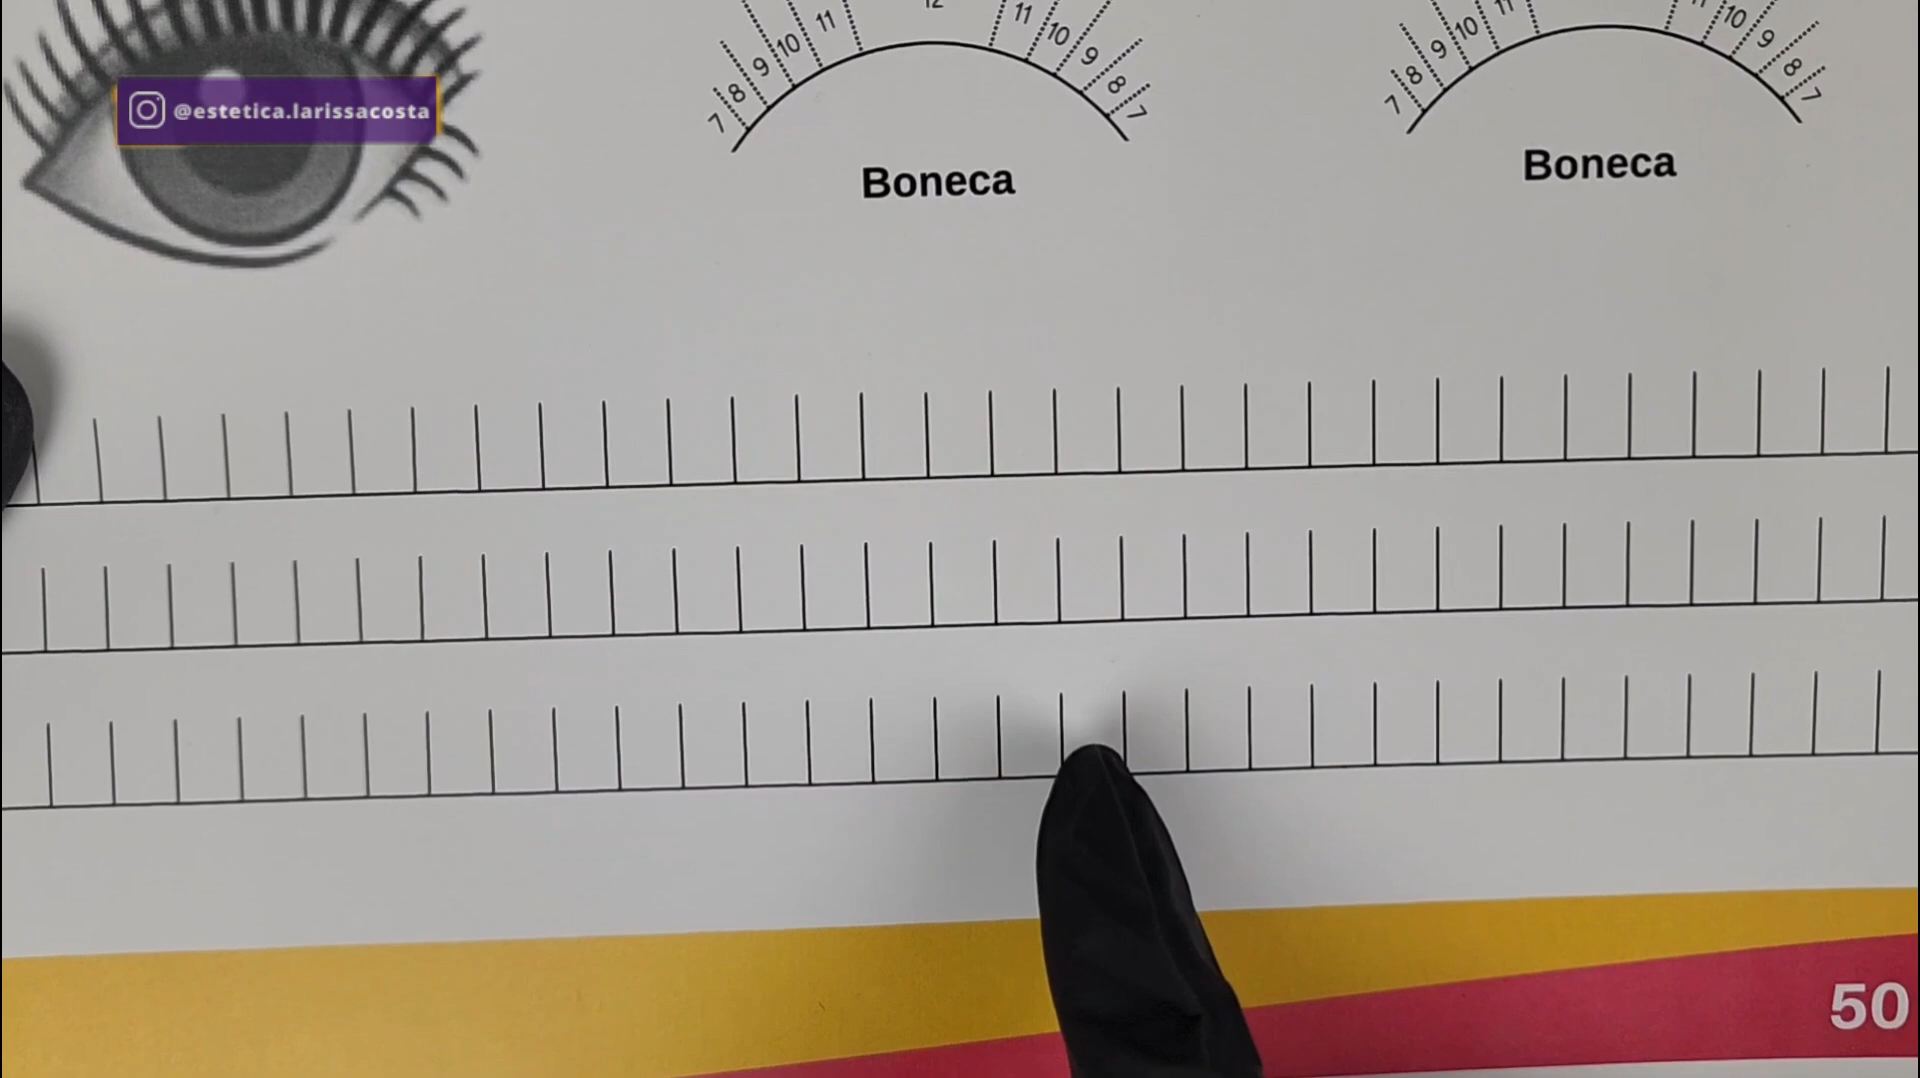 @estetica.larissacosta
7 8 9 10 11 12 11 10 9 8 7
7 8 9 10 11 11 10 9 8 7
Boneca
Boneca
50